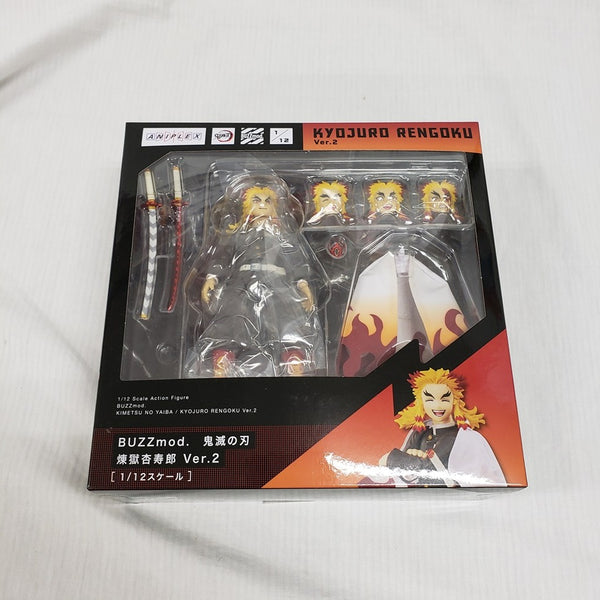 ANIPLEX
1/12
KYOJURO RENGOKU
Ver.2
1/12 Scale Action Figure
BUZZmod.
KIMETSU NO YAIBA / KYOJURO RENGOKU Ver.2
BUZZmod. 鬼滅の刃
煉獄杏寿郎 Ver.2
[ 1/12スケール ]